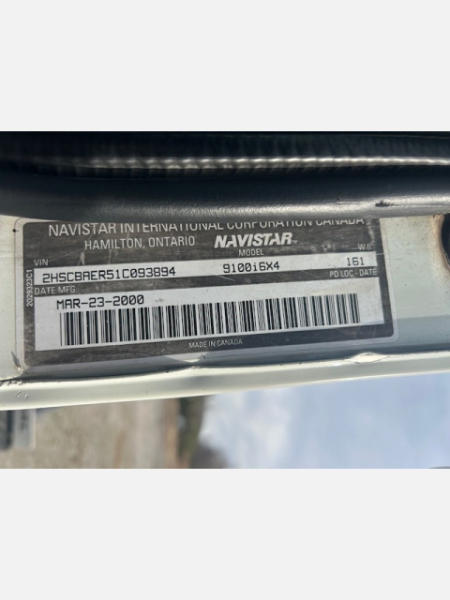 NAVISTAR INTERNATIONAL CORPORATION CANADA
HAMILTON, ONTARIO NAVISTAR
VIN MODEL W.B.
2HSCBAER51C093894 9100i6X4 161
DATE MFG PD LOC - DATE
MAR-23-2000
MADE IN CANADA
2029323C1